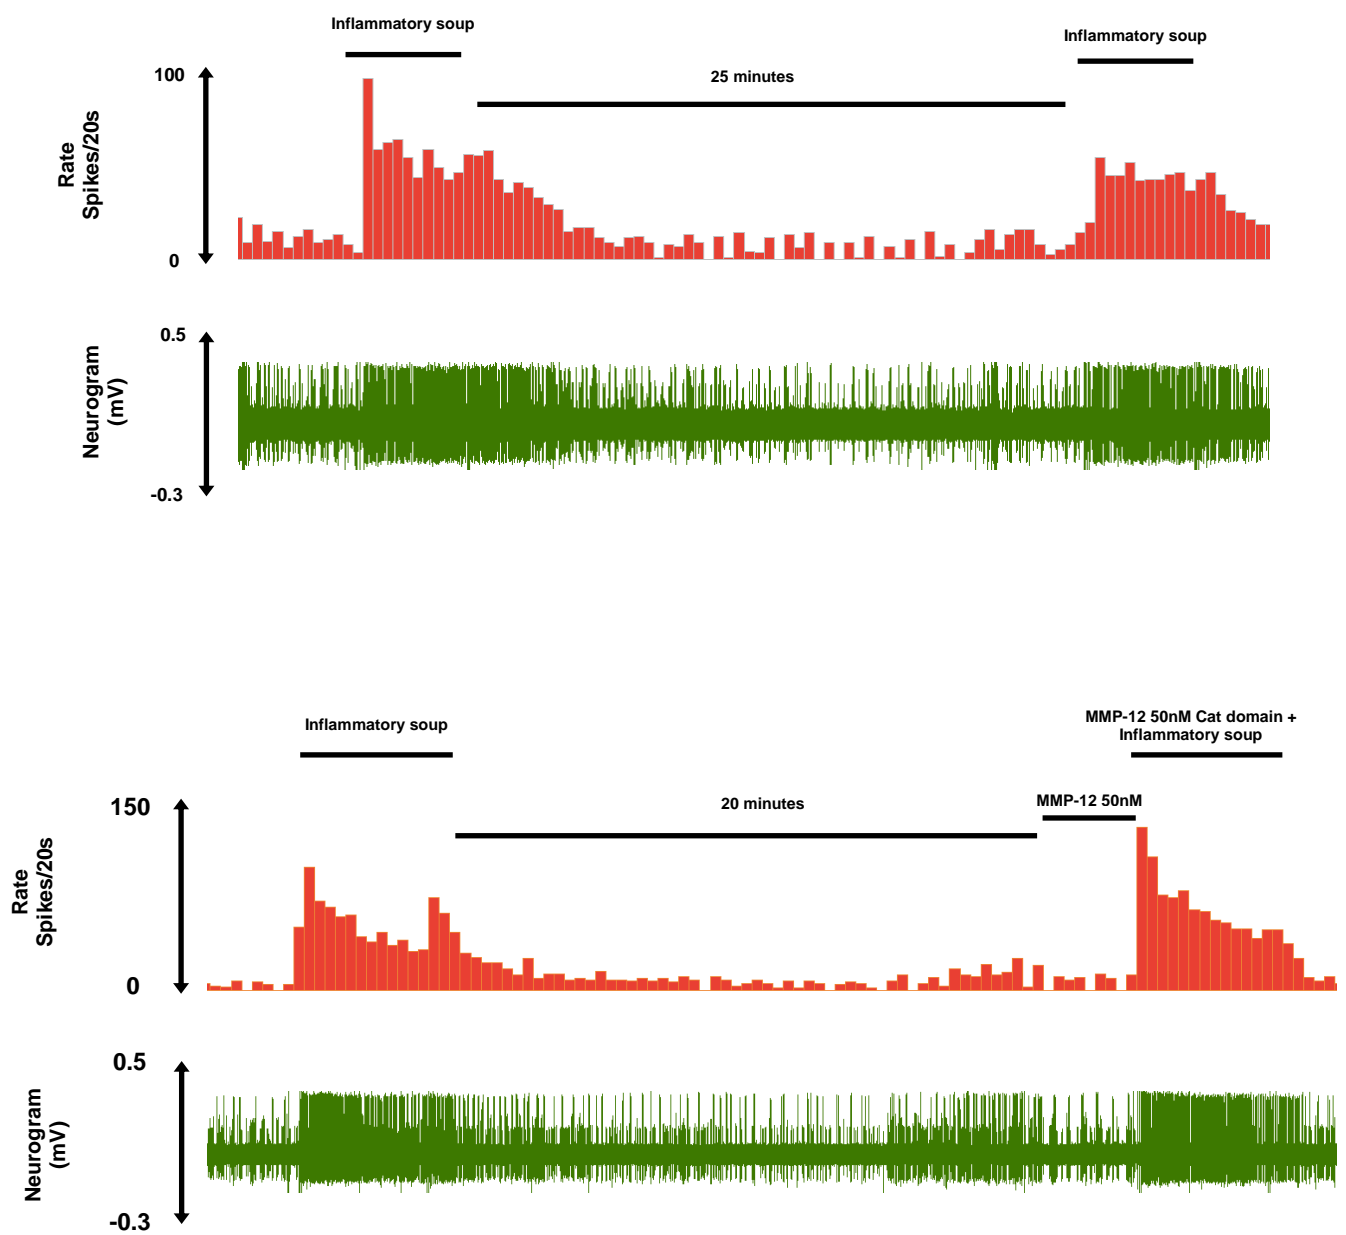 Inflammatory soup
Inflammatory soup
25 minutes
100
Rate
Spikes/20s
0
0.5
Neurogram
(mV)
-0.3
MMP-12 50nM Cat domain +
Inflammatory soup
Inflammatory soup
MMP-12 50nM
20 minutes
150
Rate
Spikes/20s
0
0.5
Neurogram
(mV)
-0.3